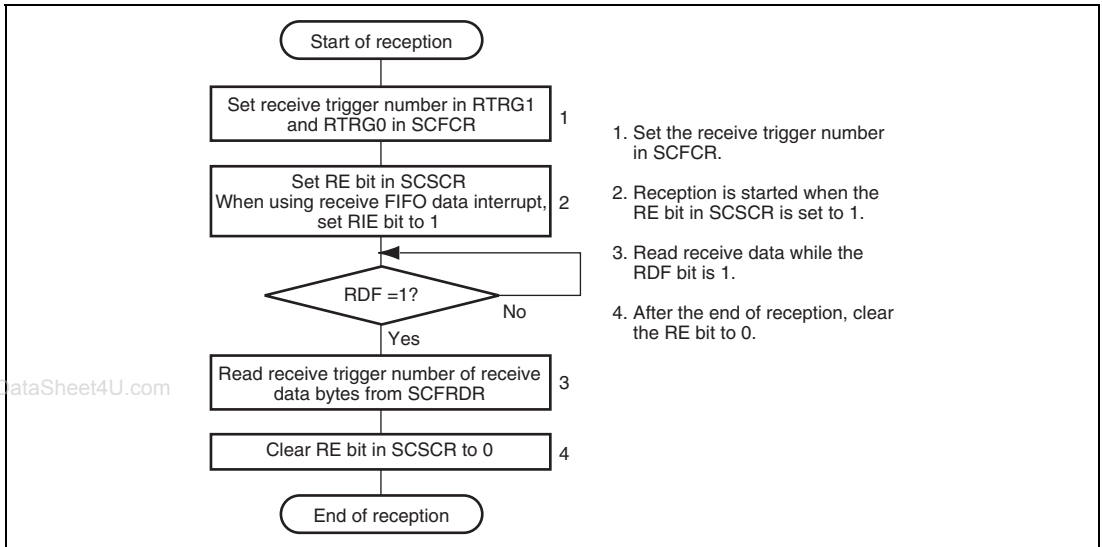 Start of reception
Set receive trigger number in RTRG1
and RTRG0 in SCFCR
1
Set RE bit in SCSCR
When using receive FIFO data interrupt,
set RIE bit to 1
2
RDF =1?
No
Yes
Read receive trigger number of receive
data bytes from SCFRDR
3
Clear RE bit in SCSCR to 0
4
End of reception
1. Set the receive trigger number
in SCFCR.
2. Reception is started when the
RE bit in SCSCR is set to 1.
3. Read receive data while the
RDF bit is 1.
4. After the end of reception, clear
the RE bit to 0.
DataSheet4U.com